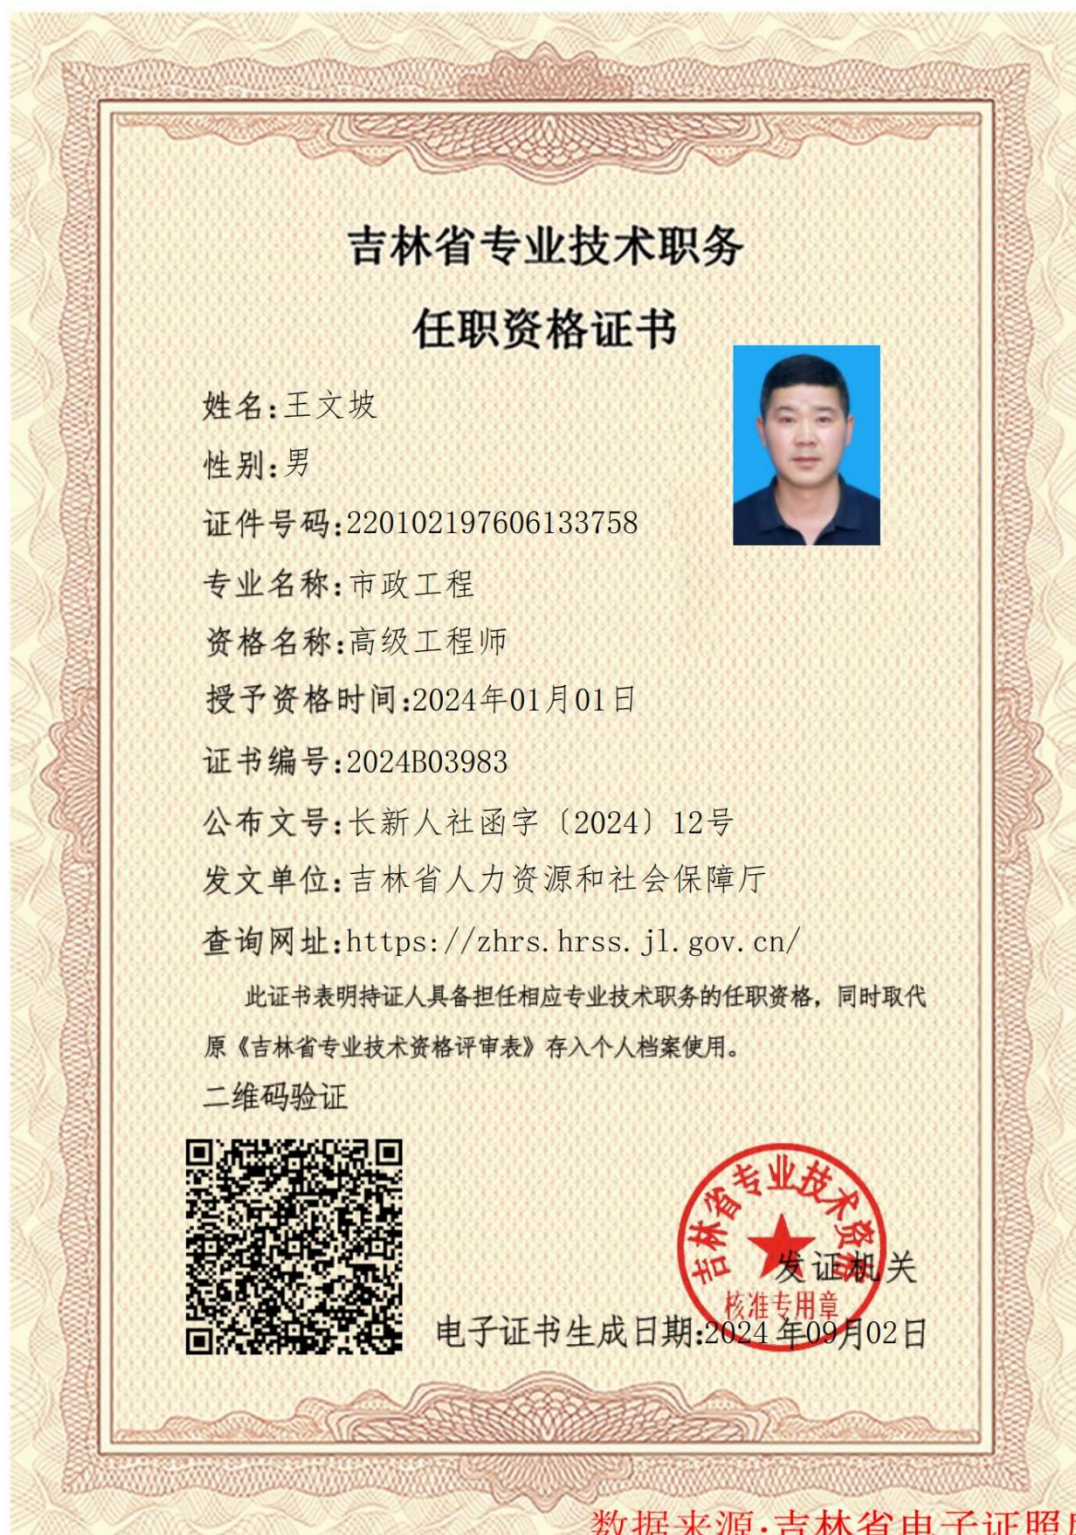 吉林省专业技术职务
任职资格证书
姓名:王文坡
性别:男
证件号码:220102197606133758
专业名称:市政工程
资格名称:高级工程师
授予资格时间:2024年01月01日
证书编号:2024B03983
公布文号:长新人社函字〔2024〕12号
发文单位:吉林省人力资源和社会保障厅
查询网址:https://zhrs.hrss.jl.gov.cn/
此证书表明持证人具备担任相应专业技术职务的任职资格，同时取代
原《吉林省专业技术资格评审表》存入个人档案使用。
二维码验证
吉林省专业技术资格
核准专用章
发证机关
电子证书生成日期:2024年09月02日
数据来源:吉林省电子证照